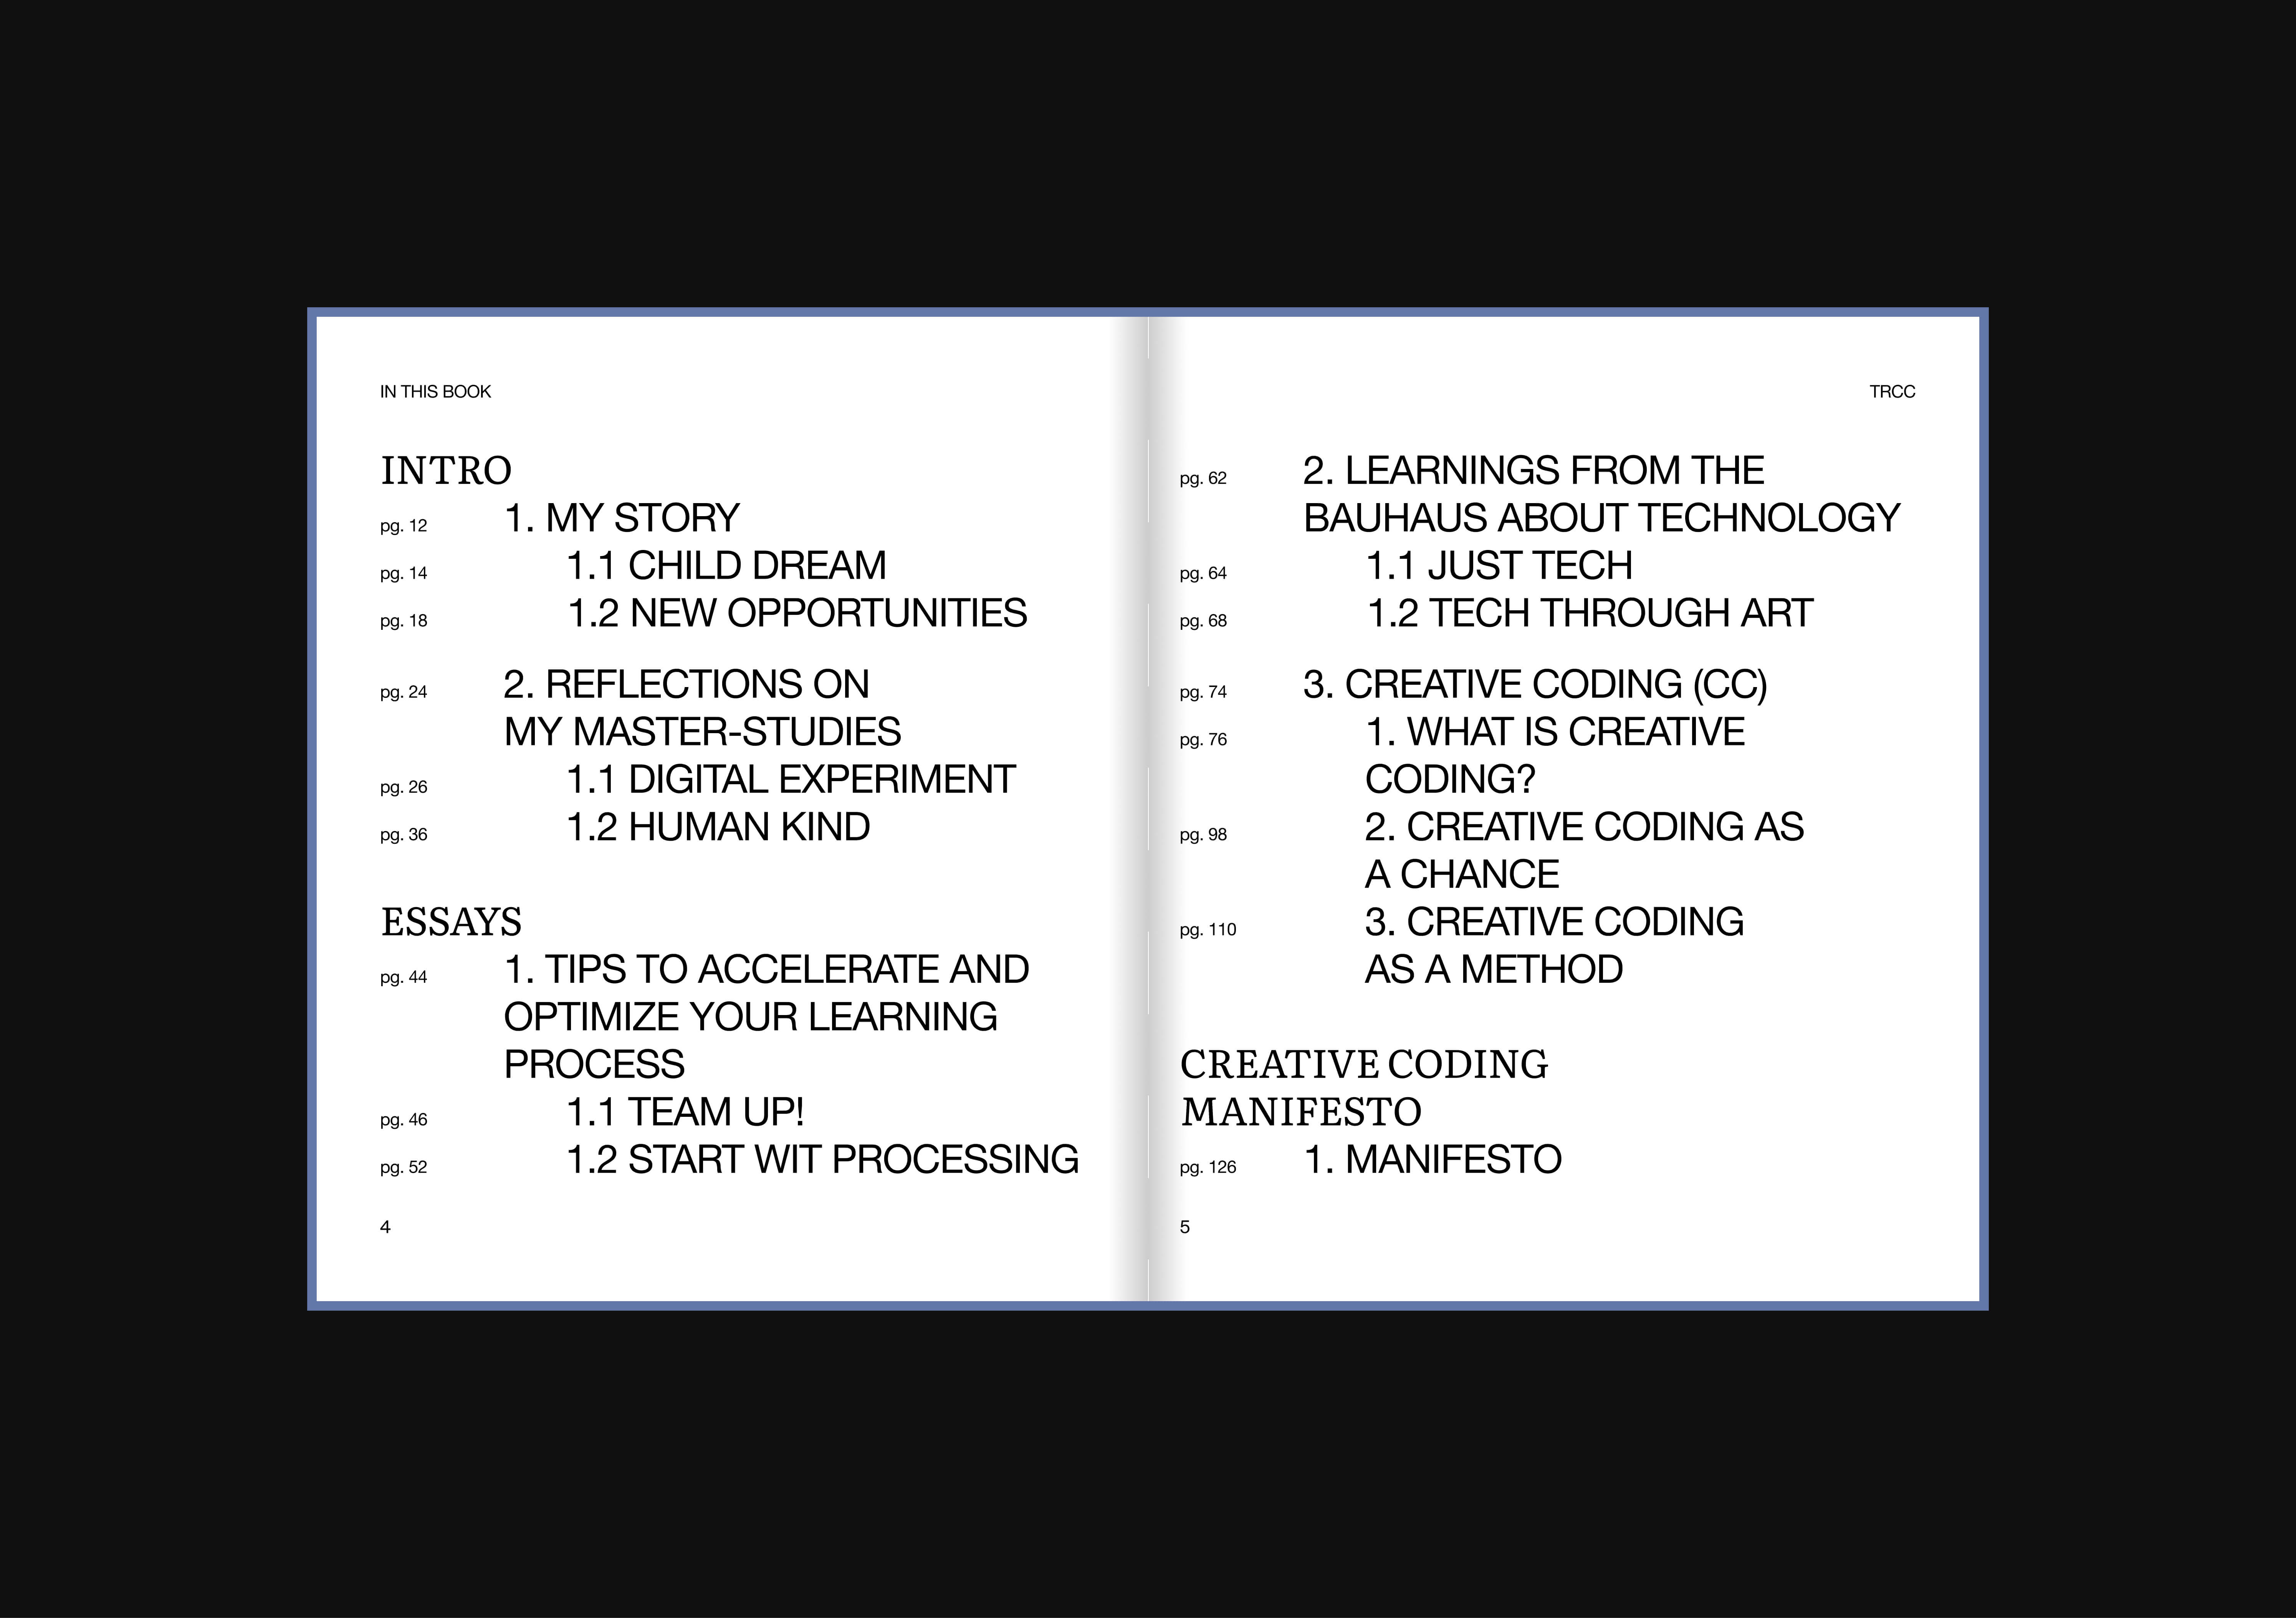 IN THIS BOOK
INTRO
pg. 12 1. MY STORY
pg. 14 1.1 CHILD DREAM
pg. 18 1.2 NEW OPPORTUNITIES
pg. 24 2. REFLECTIONS ON
MY MASTER-STUDIES
pg. 26 1.1 DIGITAL EXPERIMENT
pg. 36 1.2 HUMAN KIND
ESSAYS
pg. 44 1. TIPS TO ACCELERATE AND
OPTIMIZE YOUR LEARNING
PROCESS
pg. 46 1.1 TEAM UP!
pg. 52 1.2 START WIT PROCESSING
4
TRCC
pg. 62 2. LEARNINGS FROM THE
BAUHAUS ABOUT TECHNOLOGY
pg. 64 1.1 JUST TECH
pg. 68 1.2 TECH THROUGH ART
pg. 74 3. CREATIVE CODING (CC)
pg. 76 1. WHAT IS CREATIVE
CODING?
pg. 98 2. CREATIVE CODING AS
A CHANCE
pg. 110 3. CREATIVE CODING
AS A METHOD
CREATIVE CODING
MANIFESTO
pg. 126 1. MANIFESTO
5